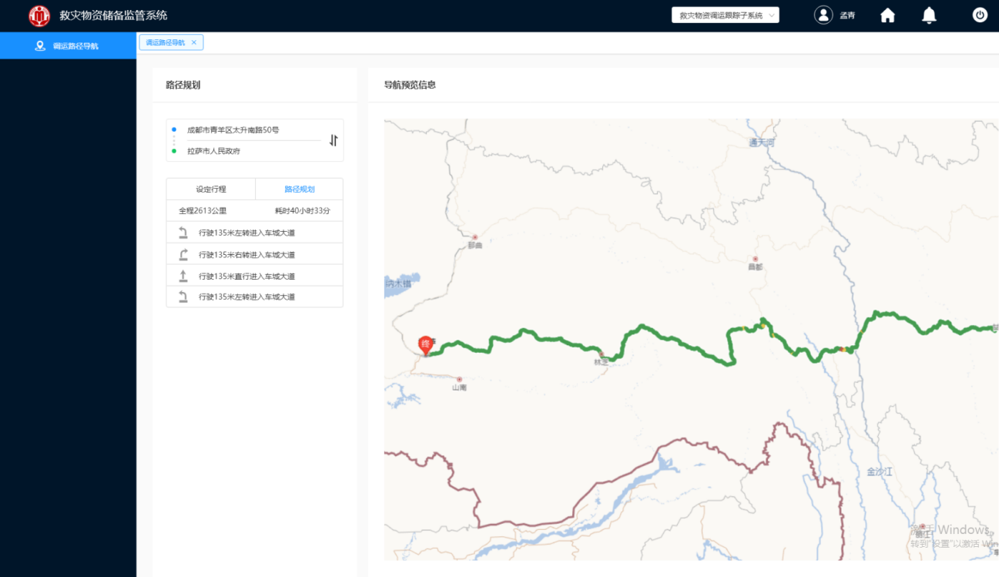 救灾物资储备监管系统
救灾物资调运跟踪子系统
孟青
调运路径导航
调运路径导航 ×
路径规划
导航预览信息
成都市青羊区太升南路50号
拉萨市人民政府
设定行程
路径规划
全程2613公里
耗时40小时33分
行驶135米左转进入车城大道
行驶135米右转进入车城大道
行驶135米直行进入车城大道
行驶135米左转进入车城大道
通天河
那曲
昌都
纳木错
终
林芝
山南
金沙江
丽江
激活 Windows
转到"设置"以激活 Win